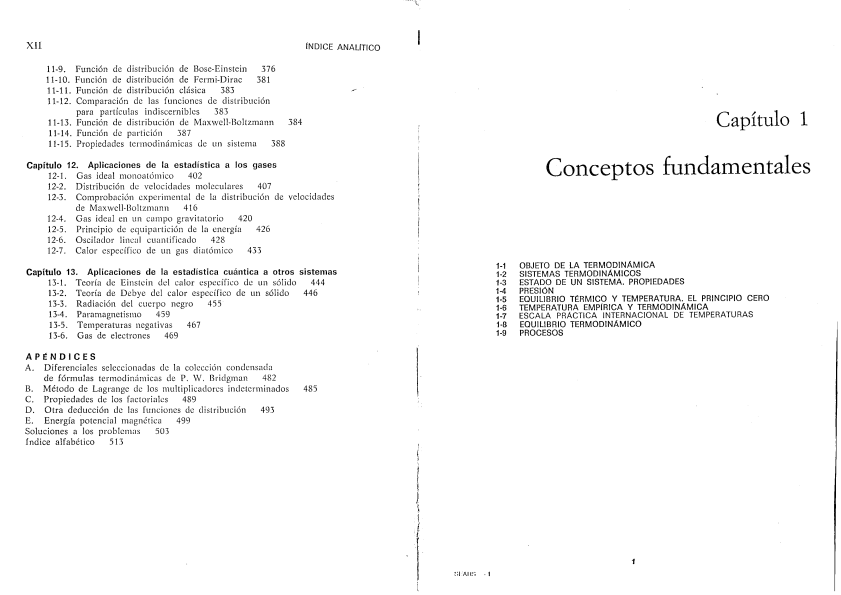 XII
ÍNDICE ANALÍTICO
11-9. Función de distribución de Bose-Einstein 376
11-10. Función de distribución de Fermi-Dirac 381
11-11. Función de distribución clásica 383
11-12. Comparación de las funciones de distribución
para partículas indiscernibles 383
11-13. Función de distribución de Maxwell-Boltzmann 384
11-14. Función de partición 387
11-15. Propiedades termodinámicas de un sistema 388
Capítulo 12. Aplicaciones de la estadística a los gases
12-1. Gas ideal monoatómico 402
12-2. Distribución de velocidades moleculares 407
12-3. Comprobación experimental de la distribución de velocidades
de Maxwell-Boltzmann 416
12-4. Gas ideal en un campo gravitatorio 420
12-5. Principio de equipartición de la energía 426
12-6. Oscilador lineal cuantificado 428
12-7. Calor específico de un gas diatómico 433
Capítulo 13. Aplicaciones de la estadística cuántica a otros sistemas
13-1. Teoría de Einstein del calor específico de un sólido 444
13-2. Teoría de Debye del calor específico de un sólido 446
13-3. Radiación del cuerpo negro 455
13-4. Paramagnetismo 459
13-5. Temperaturas negativas 467
13-6. Gas de electrones 469
APÉNDICES
A. Diferenciales seleccionadas de la colección condensada
de fórmulas termodinámicas de P. W. Bridgman 482
B. Método de Lagrange de los multiplicadores indeterminados 485
C. Propiedades de los factoriales 489
D. Otra deducción de las funciones de distribución 493
E. Energía potencial magnética 499
Soluciones a los problemas 503
Índice alfabético 513
Capítulo 1
Conceptos fundamentales
1-1 OBJETO DE LA TERMODINÁMICA
1-2 SISTEMAS TERMODINÁMICOS
1-3 ESTADO DE UN SISTEMA. PROPIEDADES
1-4 PRESIÓN
1-5 EQUILIBRIO TÉRMICO Y TEMPERATURA. EL PRINCIPIO CERO
1-6 TEMPERATURA EMPÍRICA Y TERMODINÁMICA
1-7 ESCALA PRÁCTICA INTERNACIONAL DE TEMPERATURAS
1-8 EQUILIBRIO TERMODINÁMICO
1-9 PROCESOS
1
SEARS - 1